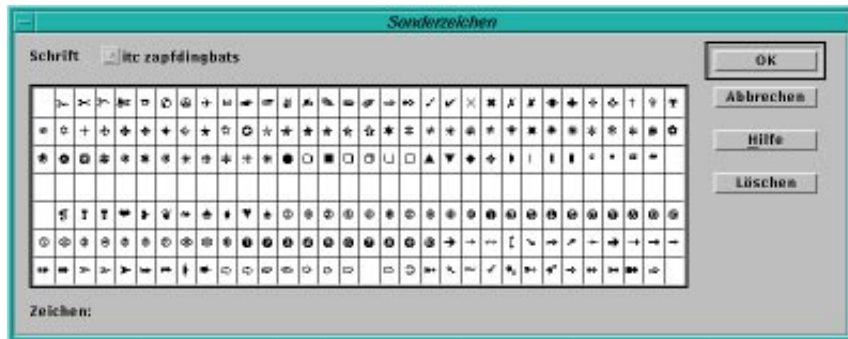 Sonderzeichen
Schrift itc zapfdingbats
OK
Abbrechen
Hilfe
Löschen
Zeichen: